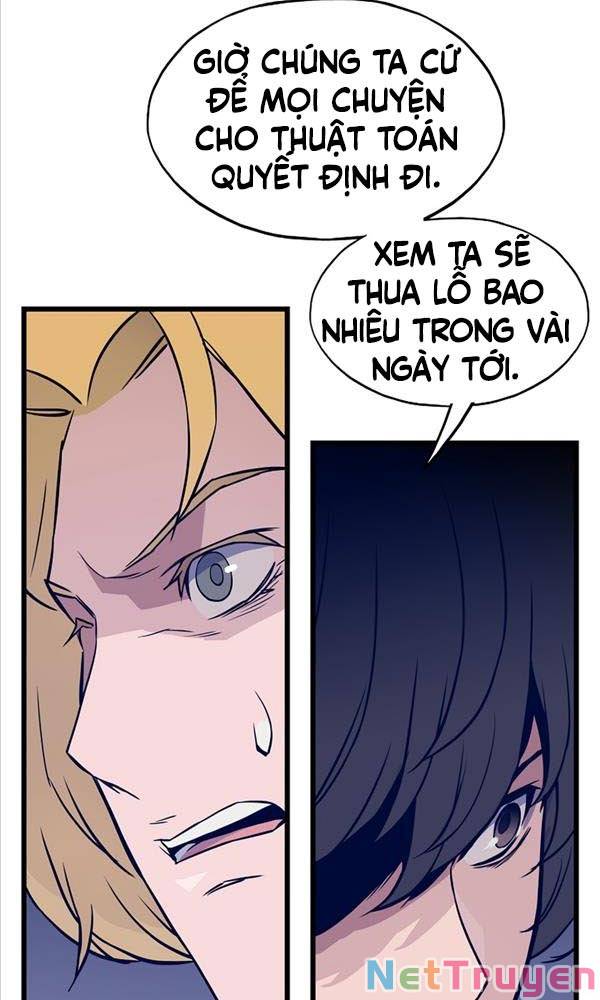 GIỜ CHÚNG TA CỨ
ĐỂ MỌI CHUYỆN
CHO THUẬT TOÁN
QUYẾT ĐỊNH ĐI.
XEM TA SẼ
THUA LỖ BAO
NHIÊU TRONG VÀI
NGÀY TỚI.
NetTruyen